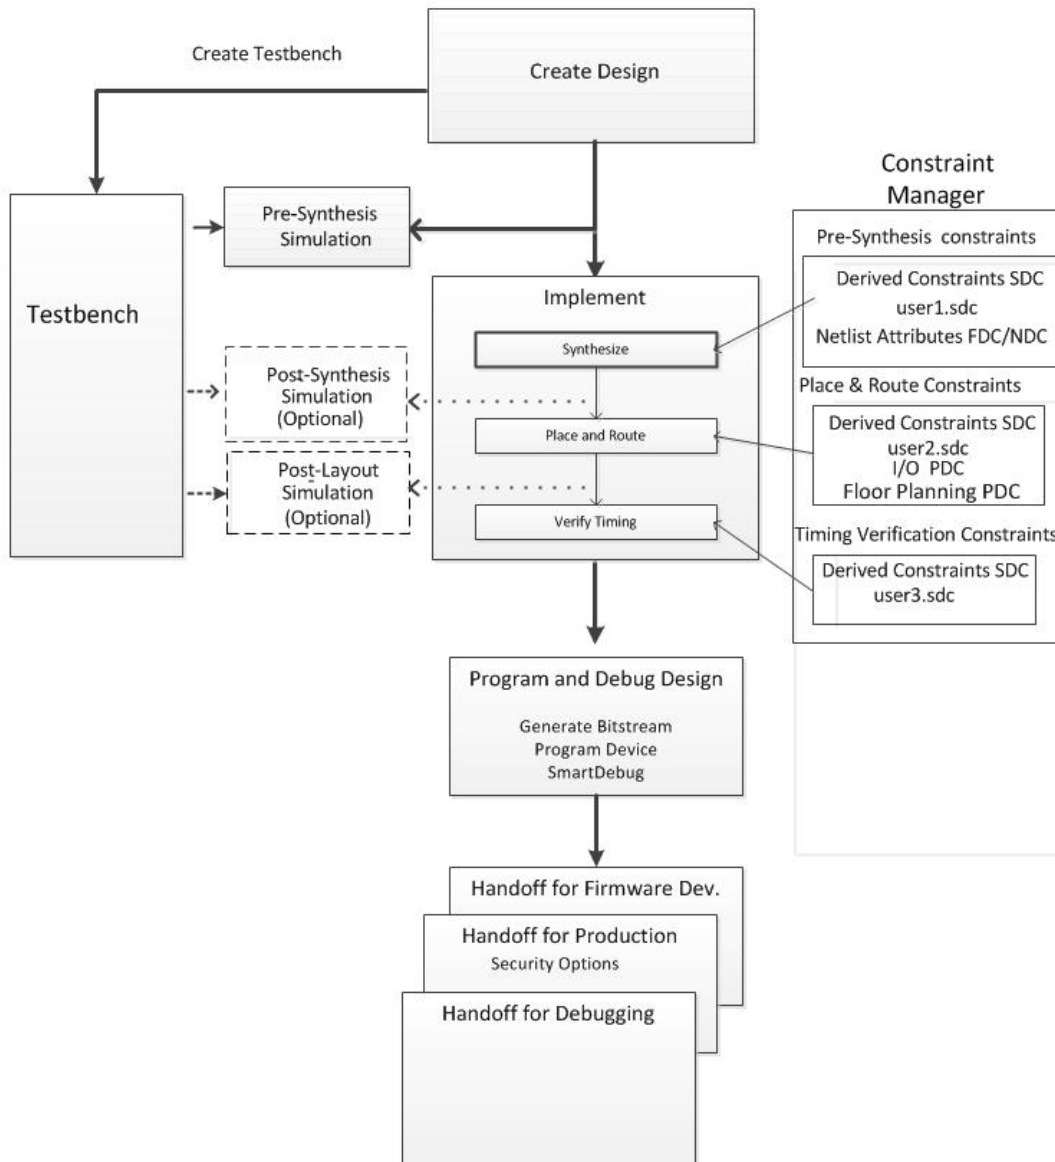 Create Testbench
Create Design
Constraint
Manager
Pre-Synthesis
Simulation
Pre-Synthesis constraints
Derived Constraints SDC
user1.sdc
Netlist Attributes FDC/NDC
Testbench
Implement
Synthesize
Post-Synthesis
Simulation
(Optional)
Place & Route Constraints
Place and Route
Derived Constraints SDC
user2.sdc
I/O PDC
Floor Planning PDC
Post-Layout
Simulation
(Optional)
Verify Timing
Timing Verification Constraints
Derived Constraints SDC
user3.sdc
Program and Debug Design
Generate Bitstream
Program Device
SmartDebug
Handoff for Firmware Dev.
Handoff for Production
Security Options
Handoff for Debugging